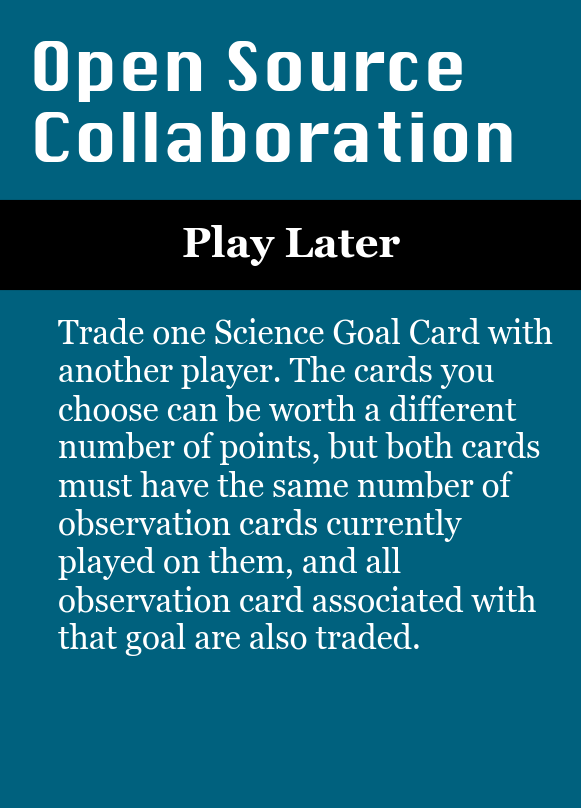 Open Source
Collaboration
Play Later
Trade one Science Goal Card with
another player. The cards you
choose can be worth a different
number of points, but both cards
must have the same number of
observation cards currently
played on them, and all
observation card associated with
that goal are also traded.